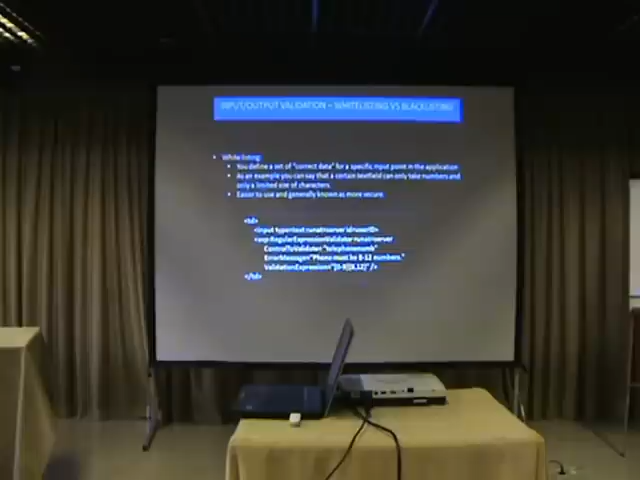 INPUT/OUTPUT VALIDATION – WHITELISTING VS BLACKLISTING
• White listing:
• You define a set of "correct data" for a specific input point in the application
• As an example you can say that a certain textfield can only take numbers and
only a limited size of characters.
• Easier to use and generally known as more secure.
<td>
<input type=text runat=server id=userID>
<asp:RegularExpressionValidator runat=server
ControlToValidate= "telephonenumb"
ErrorMessage= "Phone must be 8-12 numbers."
ValidationExpression= "[0-9]{8,12}" />
</td>